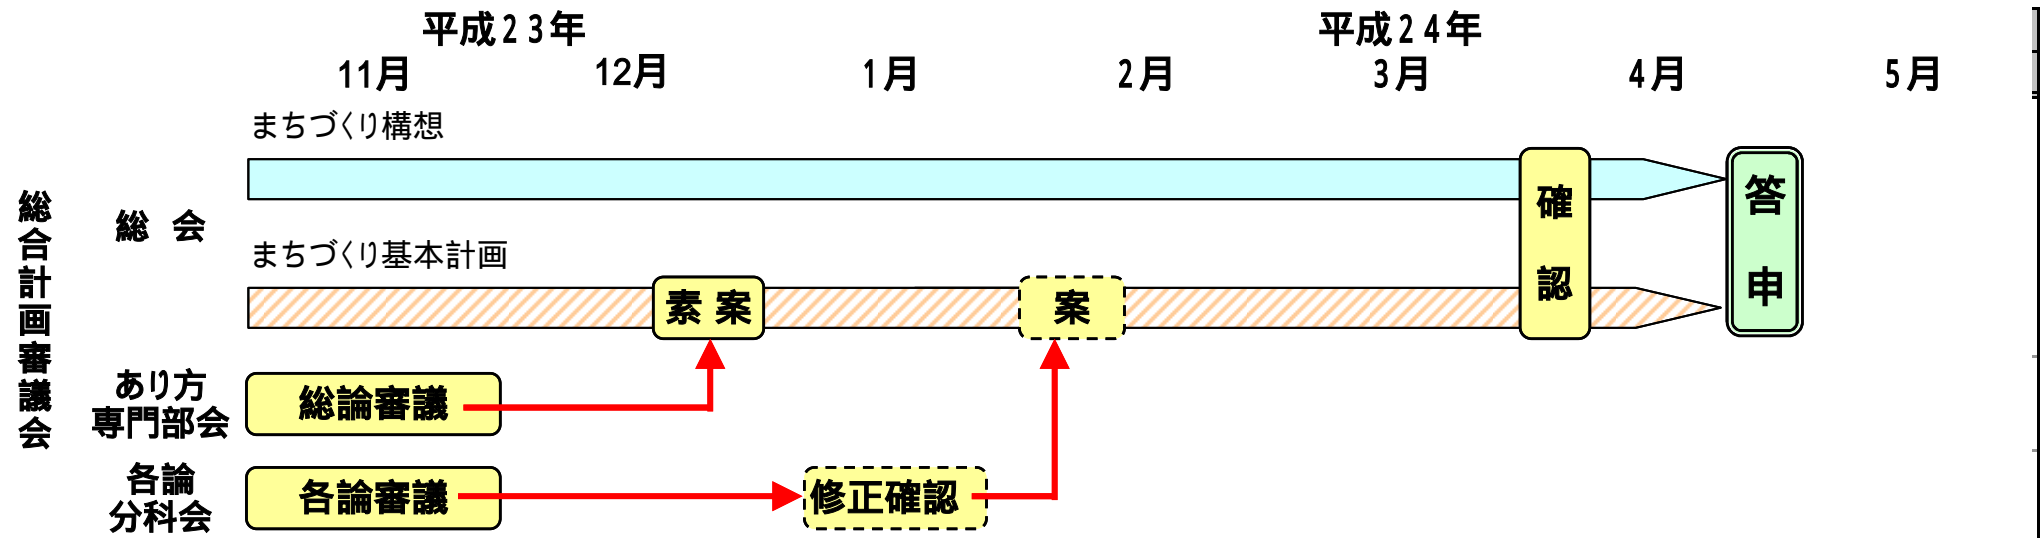 平成23年
平成24年
11月
12月
1月
2月
3月
4月
5月
総合計画審議会
総 会
まちづくり構想
まちづくり基本計画
素 案
案
確認
答申
あり方
専門部会
総論審議
各論
分科会
各論審議
修正確認